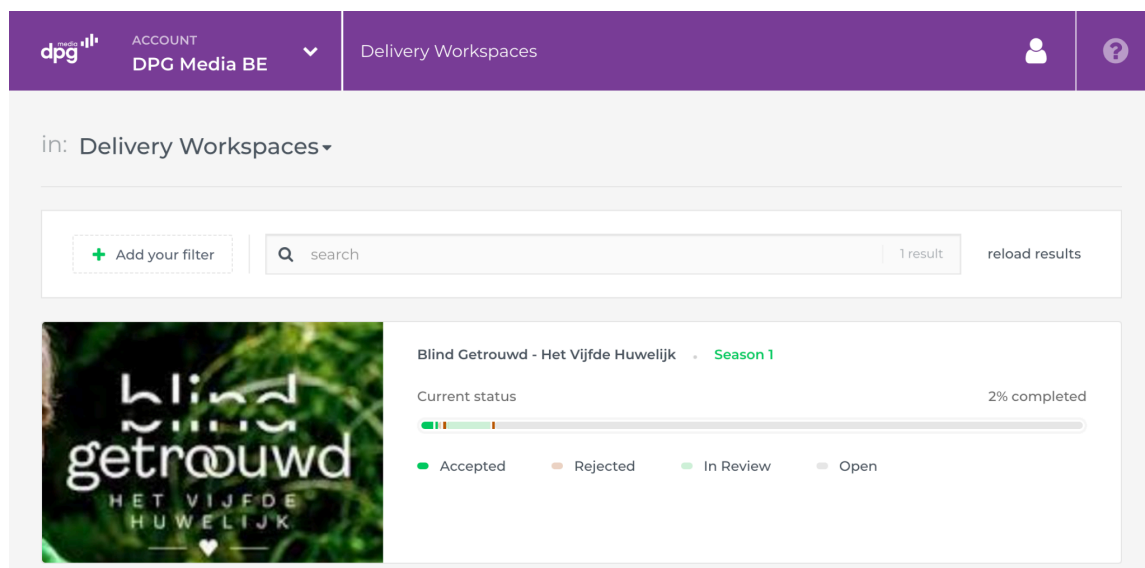 media
dpg
ACCOUNT
DPG Media BE
Delivery Workspaces
?
in: Delivery Workspaces
+ Add your filter
search
1 result
reload results
blind
getrouwd
HET VIJFDE
HUWELIJK
Blind Getrouwd - Het Vijfde Huwelijk • Season 1
Current status
2% completed
Accepted
Rejected
In Review
Open